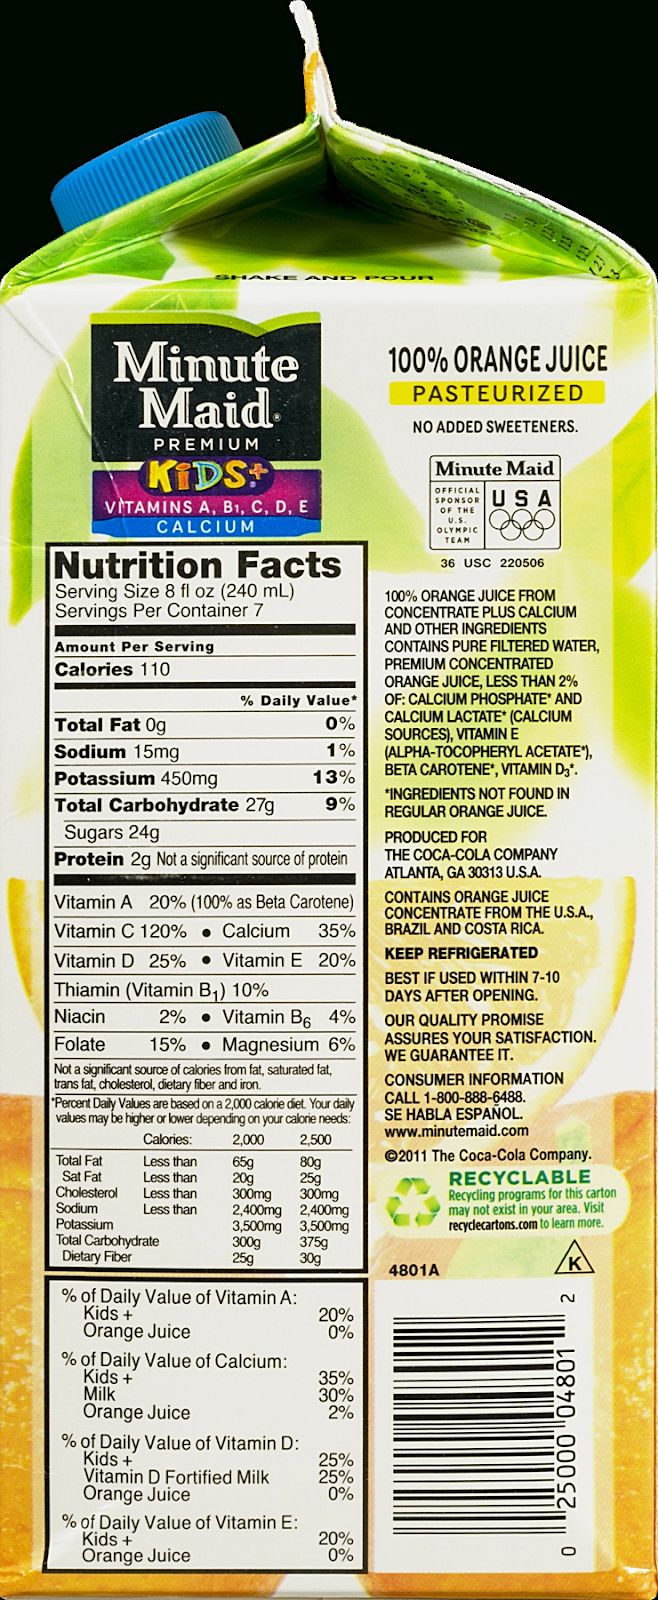 SHAKE AND POUR
Minute
Maid®
PREMIUM
KiDS+
VITAMINS A, B1, C, D, E
CALCIUM
Nutrition Facts
Serving Size 8 fl oz (240 mL)
Servings Per Container 7
Amount Per Serving
Calories 110
% Daily Value*
Total Fat 0g 0%
Sodium 15mg 1%
Potassium 450mg 13%
Total Carbohydrate 27g 9%
Sugars 24g
Protein 2g Not a significant source of protein
Vitamin A 20% (100% as Beta Carotene)
Vitamin C 120% • Calcium 35%
Vitamin D 25% • Vitamin E 20%
Thiamin (Vitamin B1) 10%
Niacin 2% • Vitamin B6 4%
Folate 15% • Magnesium 6%
Not a significant source of calories from fat, saturated fat,
trans fat, cholesterol, dietary fiber and iron.
*Percent Daily Values are based on a 2,000 calorie diet. Your daily
values may be higher or lower depending on your calorie needs:
Calories: 2,000 2,500
Total Fat Less than 65g 80g
Sat Fat Less than 20g 25g
Cholesterol Less than 300mg 300mg
Sodium Less than 2,400mg 2,400mg
Potassium 3,500mg 3,500mg
Total Carbohydrate 300g 375g
Dietary Fiber 25g 30g
% of Daily Value of Vitamin A:
Kids + 20%
Orange Juice 0%
% of Daily Value of Calcium:
Kids + 35%
Milk 30%
Orange Juice 2%
% of Daily Value of Vitamin D:
Kids + 25%
Vitamin D Fortified Milk 25%
Orange Juice 0%
% of Daily Value of Vitamin E:
Kids + 20%
Orange Juice 0%
100% ORANGE JUICE
PASTEURIZED
NO ADDED SWEETENERS.
Minute Maid
OFFICIAL
SPONSOR
OF THE
U.S.
OLYMPIC
TEAM
USA
36 USC 220506
100% ORANGE JUICE FROM
CONCENTRATE PLUS CALCIUM
AND OTHER INGREDIENTS
CONTAINS PURE FILTERED WATER,
PREMIUM CONCENTRATED
ORANGE JUICE, LESS THAN 2%
OF: CALCIUM PHOSPHATE* AND
CALCIUM LACTATE* (CALCIUM
SOURCES), VITAMIN E
(ALPHA-TOCOPHERYL ACETATE*),
BETA CAROTENE*, VITAMIN D3*.
*INGREDIENTS NOT FOUND IN
REGULAR ORANGE JUICE.
PRODUCED FOR
THE COCA-COLA COMPANY
ATLANTA, GA 30313 U.S.A.
CONTAINS ORANGE JUICE
CONCENTRATE FROM THE U.S.A.,
BRAZIL AND COSTA RICA.
KEEP REFRIGERATED
BEST IF USED WITHIN 7-10
DAYS AFTER OPENING.
OUR QUALITY PROMISE
ASSURES YOUR SATISFACTION.
WE GUARANTEE IT.
CONSUMER INFORMATION
CALL 1-800-888-6488.
SE HABLA ESPAÑOL.
www.minutemaid.com
©2011 The Coca-Cola Company.
RECYCLABLE
Recycling programs for this carton
may not exist in your area. Visit
recyclecartons.com to learn more.
4801A
K
0 25000 04801 2